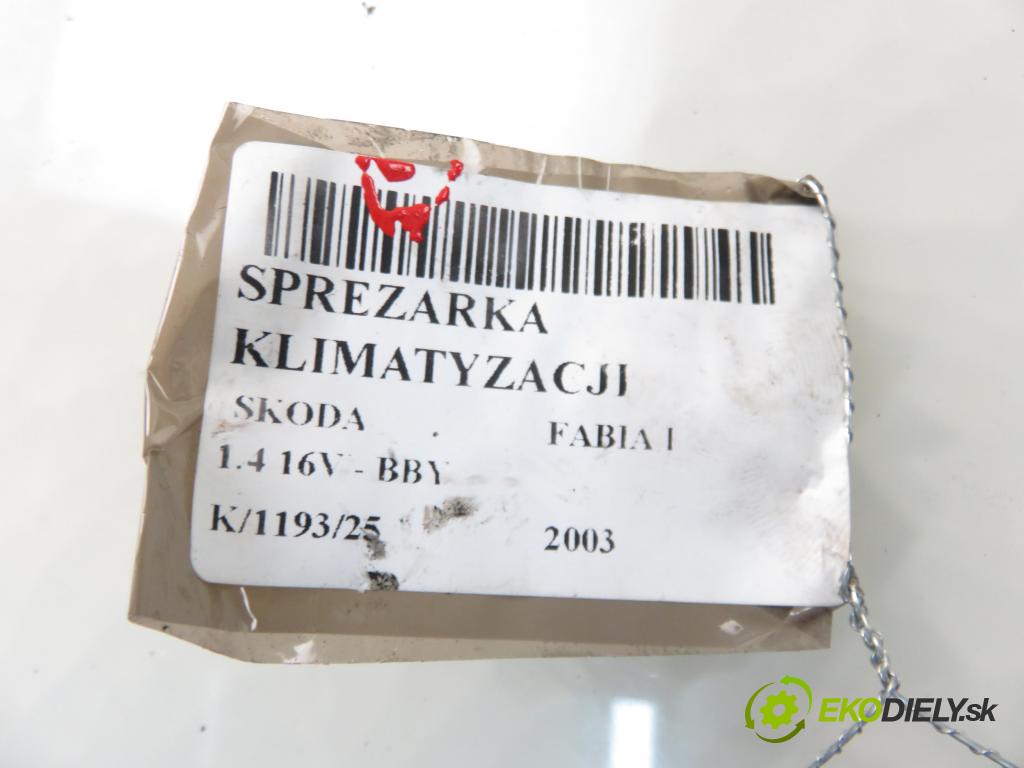 SPREZARKA
KLIMATYZACJI
SKODA FABIA I
1.4 16V - BBY
K/1193/25 2003
EKODIELY.sk